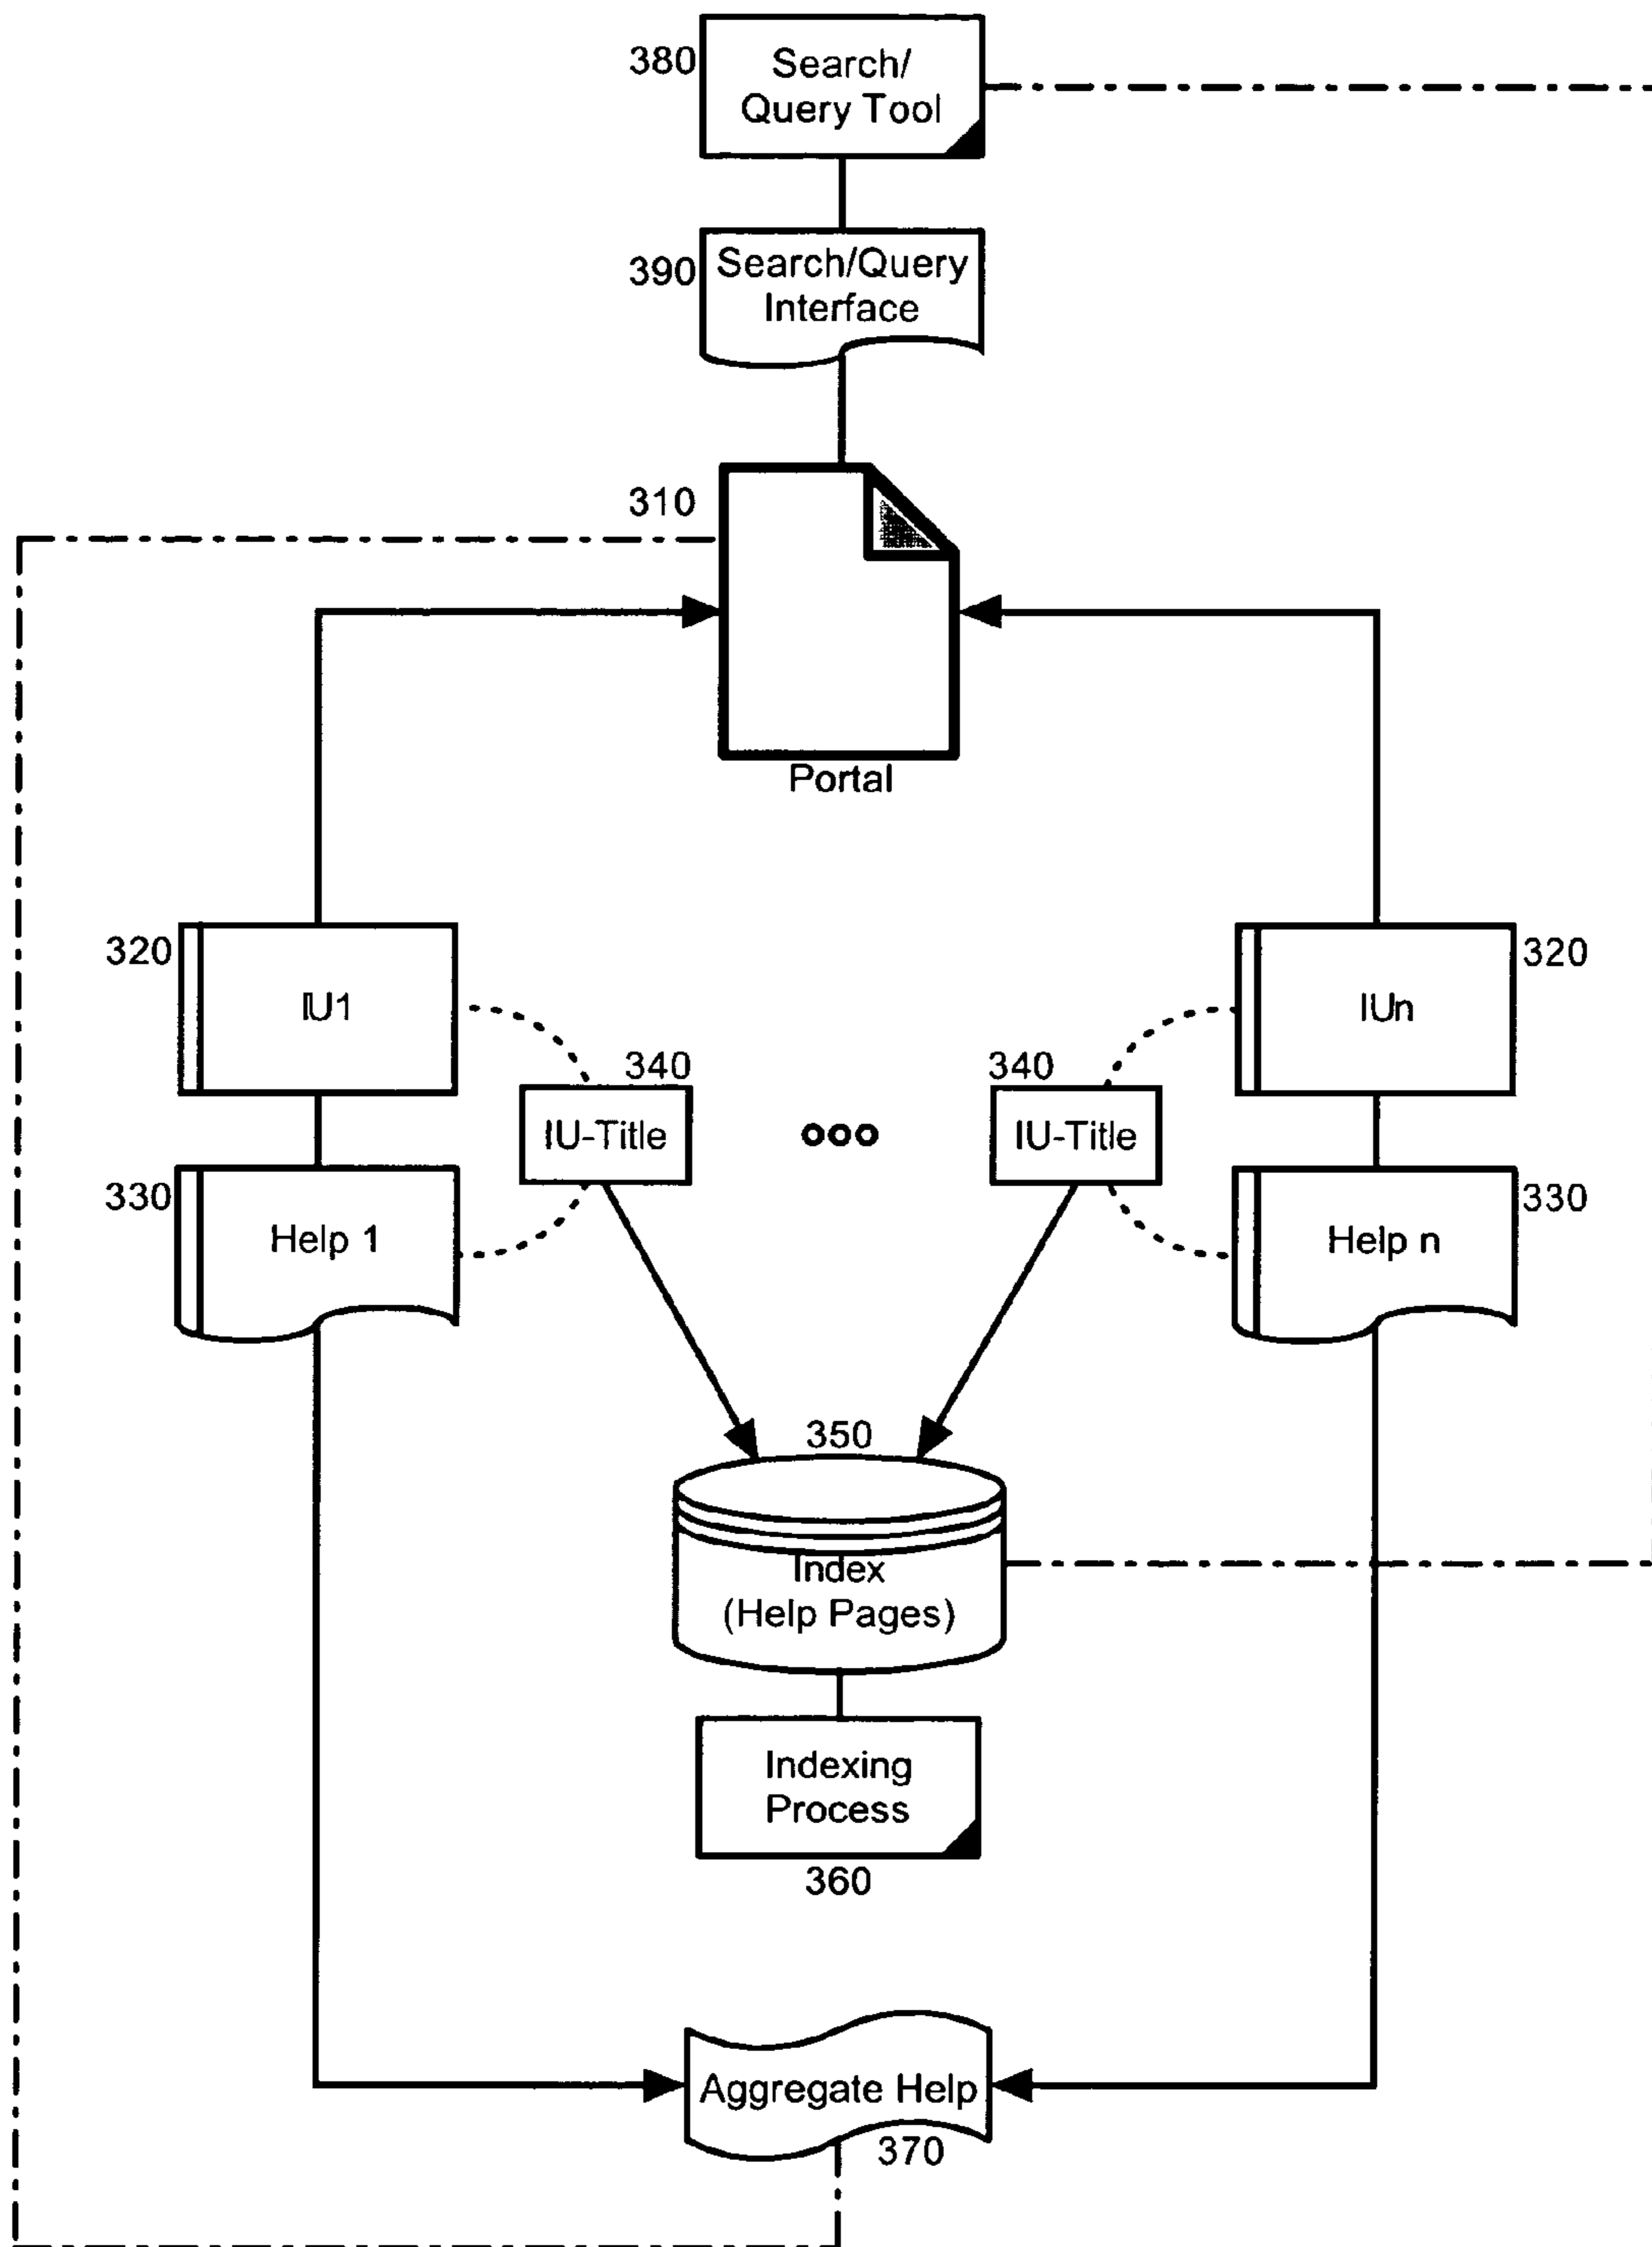 380
Search/
Query Tool
390
Search/Query
Interface
310
Portal
320
IU1
IUn
320
340
IU-Title
340
IU-Title
330
Help 1
Help n
330
350
Index
(Help Pages)
Indexing
Process
360
Aggregate Help
370